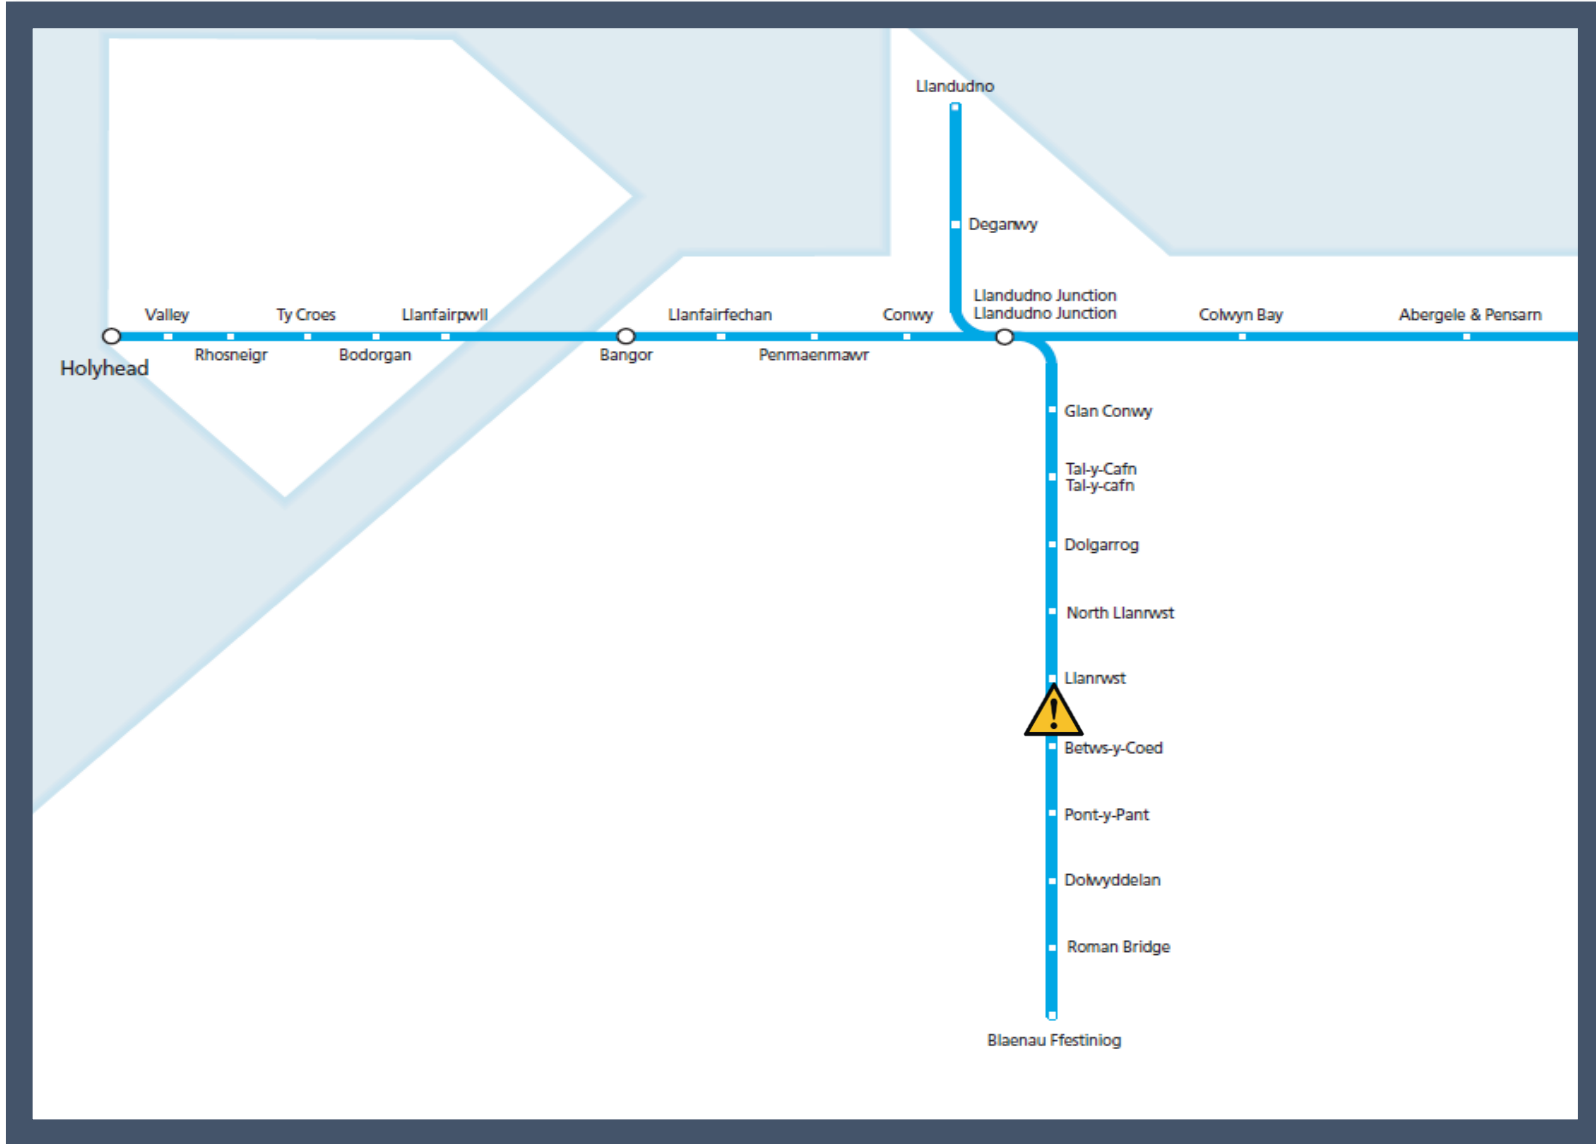 Llandudno
Deganwy
Llandudno Junction
Llandudno Junction
Valley
Ty Croes
Llanfairpwll
Llanfairfechan
Conwy
Colwyn Bay
Abergele & Pensarn
Holyhead
Rhosneigr
Bodorgan
Bangor
Penmaenmawr
Glan Conwy
Tal-y-Cafn
Tal-y-cafn
Dolgarrog
North Llanrwst
Llanrwst
!
Betws-y-Coed
Pont-y-Pant
Dolwyddelan
Roman Bridge
Blaenau Ffestiniog